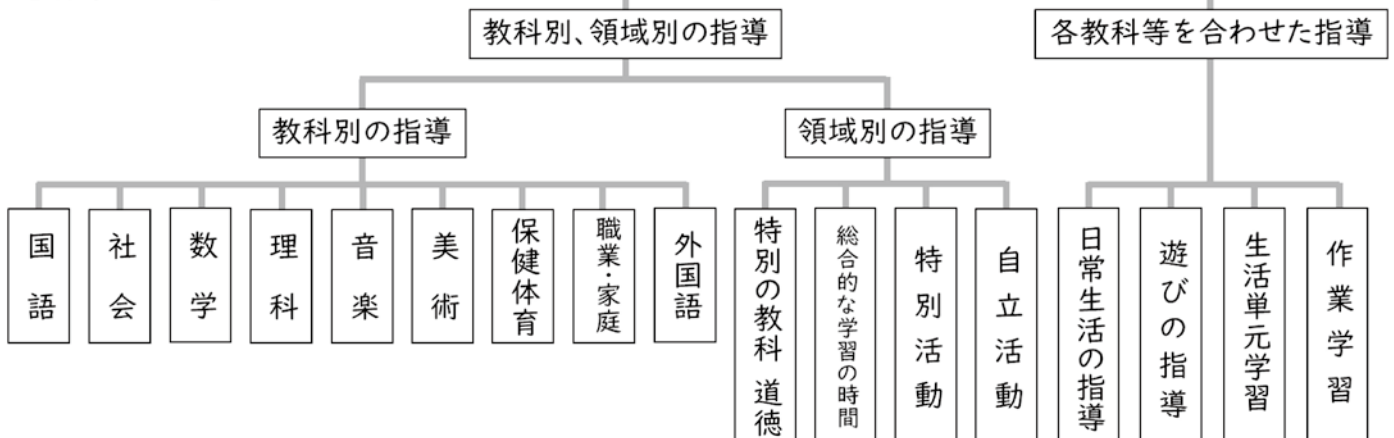 教科別、領域別の指導
各教科等を合わせた指導
教科別の指導
領域別の指導
国語
社会
数学
理科
音楽
美術
保健体育
職業・家庭
外国語
特別の教科 道徳
総合的な学習の時間
特別活動
自立活動
日常生活の指導
遊びの指導
生活単元学習
作業学習